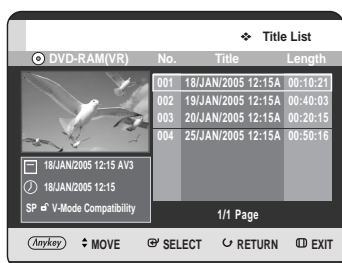 ❖ Title List
DVD-RAM(VR) No. Title Length
001 18/JAN/2005 12:15A 00:10:21
002 19/JAN/2005 12:15A 00:40:03
003 20/JAN/2005 12:15A 00:20:15
004 25/JAN/2005 12:15A 00:50:16
18/JAN/2005 12:15 AV3
18/JAN/2005 12:15
SP V-Mode Compatibility
1/1 Page
Anykey MOVE SELECT RETURN EXIT